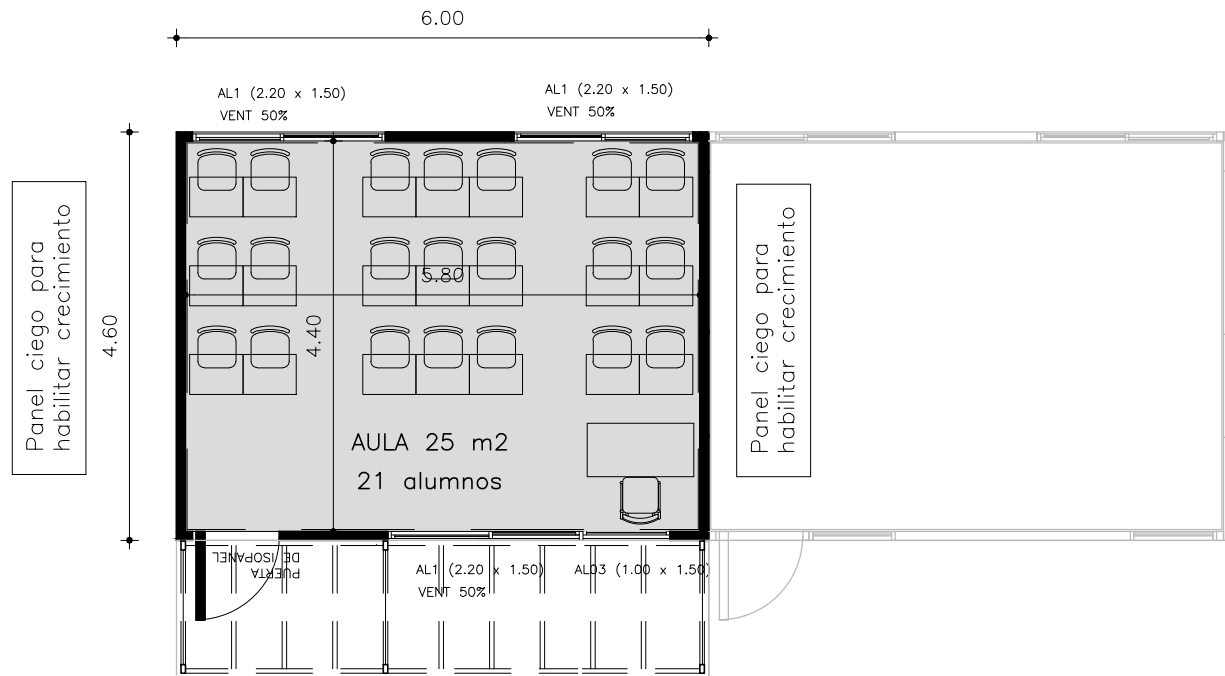 6.00
AL1 (2.20 x 1.50)
VENT 50%
AL1 (2.20 x 1.50)
VENT 50%
Panel ciego para
habilitar crecimiento
4.60
5.80
4.40
Panel ciego para
habilitar crecimiento
AULA 25 m2
21 alumnos
PUERTA
DE ISOPANEL
AL1 (2.20 x 1.50)
VENT 50%
AL03 (1.00 x 1.50)